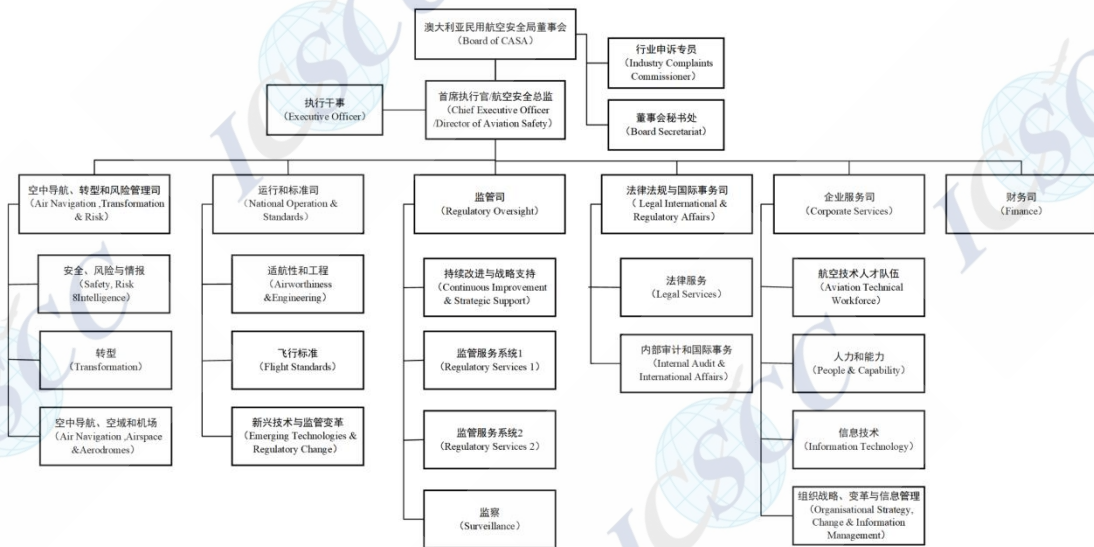 澳大利亚民用航空安全局董事会
(Board of CASA)
行业申诉专员
(Industry Complaints
Commissioner)
执行干事
(Executive Officer)
首席执行官/航空安全总监
(Chief Executive Officer
/Director of Aviation Safety)
董事会秘书处
(Board Secretariat)
空中导航、转型和风险管理司
(Air Navigation ,Transformation
& Risk)
运行和标准司
(National Operation &
Standards)
监管司
(Regulatory Oversight)
法律法规与国际事务司
( Legal International &
Regulatory Affairs)
企业服务司
(Corporate Services)
财务司
(Finance)
安全、风险与情报
(Safety, Risk
8Intelligence)
适航性和工程
(Airworthiness
&Engineering)
持续改进与战略支持
(Continuous Improvement
& Strategic Support)
法律服务
(Legal Services)
航空技术人才队伍
(Aviation Technical
Workforce)
转型
(Transformation)
飞行标准
(Flight Standards)
监管服务系统1
(Regulatory Services 1)
内部审计和国际事务
(Internal Audit &
International Affairs)
人力和能力
(People & Capability)
空中导航、空域和机场
(Air Navigation ,Airspace
&Aerodromes)
新兴技术与监管变革
(Emerging Technologies &
Regulatory Change)
监管服务系统2
(Regulatory Services 2)
信息技术
(Information Technology)
监察
(Surveillance)
组织战略、变革与信息管理
(Organisational Strategy,
Change & Information
Management)
ICSCC
ICSCC
ICSCC
ICSCC